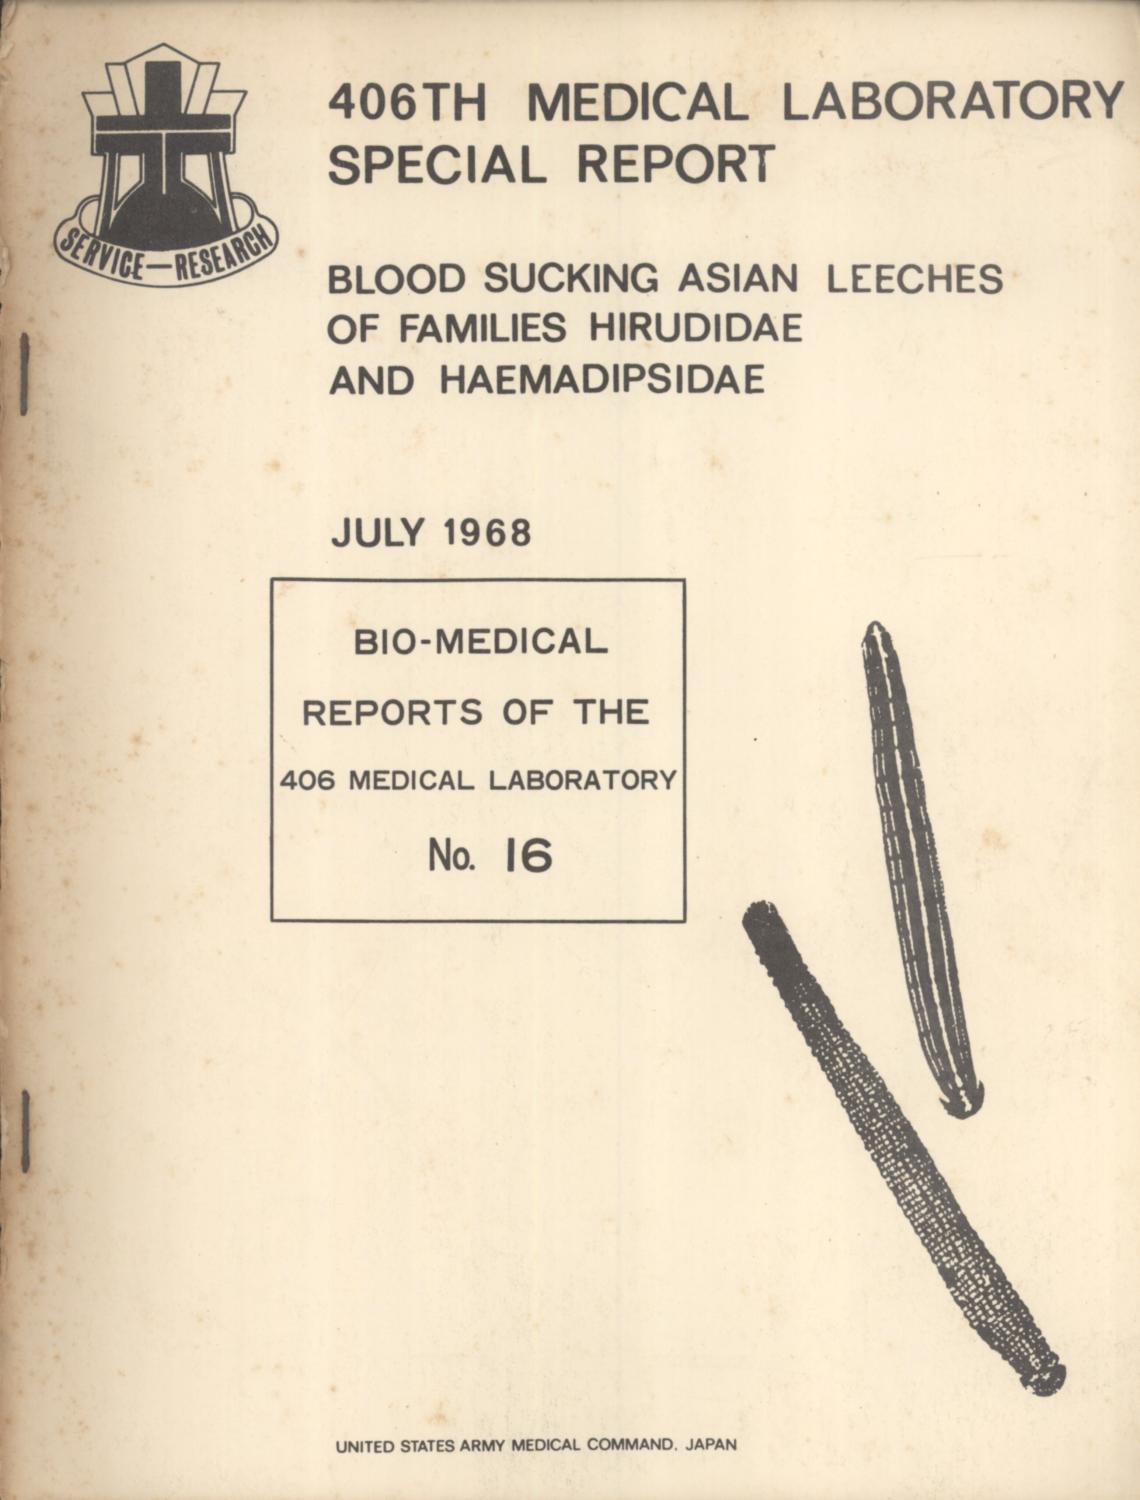 SERVICE—RESEARCH
406TH MEDICAL LABORATORY
SPECIAL REPORT
BLOOD SUCKING ASIAN LEECHES
OF FAMILIES HIRUDIDAE
AND HAEMADIPSIDAE
JULY 1968
BIO-MEDICAL
REPORTS OF THE
406 MEDICAL LABORATORY
No. 16
UNITED STATES ARMY MEDICAL COMMAND. JAPAN